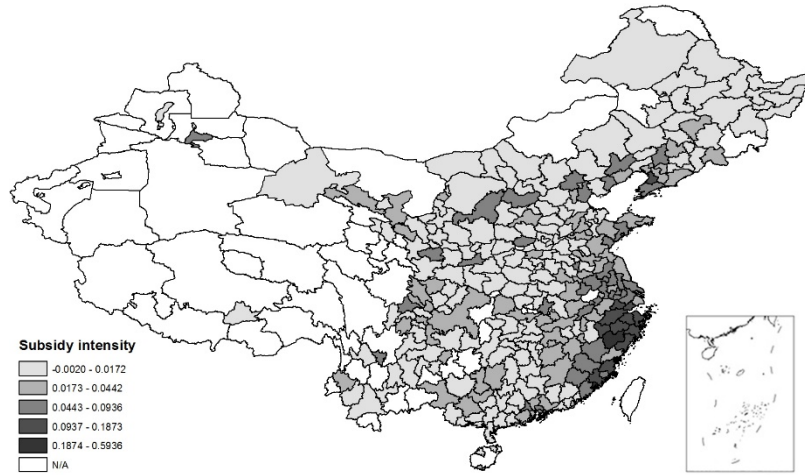 Subsidy intensity
-0.0020 - 0.0172
0.0173 - 0.0442
0.0443 - 0.0936
0.0937 - 0.1873
0.1874 - 0.5936
N/A